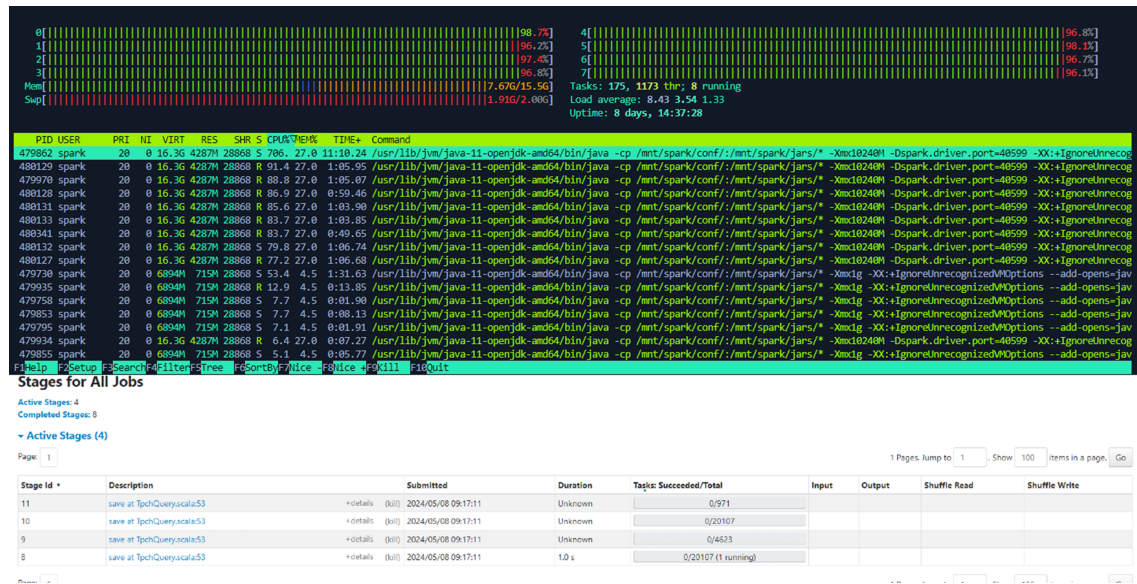 0[98.7%] 4[96.8%]
1[96.2%] 5[98.1%]
2[97.4%] 6[96.7%]
3[96.8%] 7[96.1%]
Mem[7.67G/15.5G] Tasks: 175, 1173 thr; 8 running
Swp[1.91G/2.00G] Load average: 8.43 3.54 1.33
Uptime: 8 days, 14:37:28
PID USER PRI NI VIRT RES SHR S CPU%▽MEM% TIME+ Command
479862 spark 20 0 16.3G 4287M 28868 S 706. 27.0 11:10.24 /usr/lib/jvm/java-11-openjdk-amd64/bin/java -cp /mnt/spark/conf/:/mnt/spark/jars/* -Xmx10240M -Dspark.driver.port=40599 -XX:+IgnoreUnrecog
480129 spark 20 0 16.3G 4287M 28868 R 91.4 27.0 1:05.95 /usr/lib/jvm/java-11-openjdk-amd64/bin/java -cp /mnt/spark/conf/:/mnt/spark/jars/* -Xmx10240M -Dspark.driver.port=40599 -XX:+IgnoreUnrecog
479970 spark 20 0 16.3G 4287M 28868 R 88.8 27.0 1:05.07 /usr/lib/jvm/java-11-openjdk-amd64/bin/java -cp /mnt/spark/conf/:/mnt/spark/jars/* -Xmx10240M -Dspark.driver.port=40599 -XX:+IgnoreUnrecog
480128 spark 20 0 16.3G 4287M 28868 R 86.9 27.0 0:59.46 /usr/lib/jvm/java-11-openjdk-amd64/bin/java -cp /mnt/spark/conf/:/mnt/spark/jars/* -Xmx10240M -Dspark.driver.port=40599 -XX:+IgnoreUnrecog
480131 spark 20 0 16.3G 4287M 28868 R 85.6 27.0 1:03.90 /usr/lib/jvm/java-11-openjdk-amd64/bin/java -cp /mnt/spark/conf/:/mnt/spark/jars/* -Xmx10240M -Dspark.driver.port=40599 -XX:+IgnoreUnrecog
480133 spark 20 0 16.3G 4287M 28868 R 83.7 27.0 1:03.85 /usr/lib/jvm/java-11-openjdk-amd64/bin/java -cp /mnt/spark/conf/:/mnt/spark/jars/* -Xmx10240M -Dspark.driver.port=40599 -XX:+IgnoreUnrecog
480341 spark 20 0 16.3G 4287M 28868 R 83.7 27.0 0:49.65 /usr/lib/jvm/java-11-openjdk-amd64/bin/java -cp /mnt/spark/conf/:/mnt/spark/jars/* -Xmx10240M -Dspark.driver.port=40599 -XX:+IgnoreUnrecog
480132 spark 20 0 16.3G 4287M 28868 S 79.8 27.0 1:06.74 /usr/lib/jvm/java-11-openjdk-amd64/bin/java -cp /mnt/spark/conf/:/mnt/spark/jars/* -Xmx10240M -Dspark.driver.port=40599 -XX:+IgnoreUnrecog
480127 spark 20 0 16.3G 4287M 28868 R 77.2 27.0 1:06.68 /usr/lib/jvm/java-11-openjdk-amd64/bin/java -cp /mnt/spark/conf/:/mnt/spark/jars/* -Xmx10240M -Dspark.driver.port=40599 -XX:+IgnoreUnrecog
479730 spark 20 0 6894M 715M 28868 S 53.4 4.5 1:31.63 /usr/lib/jvm/java-11-openjdk-amd64/bin/java -cp /mnt/spark/conf/:/mnt/spark/jars/* -Xmx1g -XX:+IgnoreUnrecognizedVMOptions --add-opens=jav
479935 spark 20 0 6894M 715M 28868 R 12.9 4.5 0:13.85 /usr/lib/jvm/java-11-openjdk-amd64/bin/java -cp /mnt/spark/conf/:/mnt/spark/jars/* -Xmx1g -XX:+IgnoreUnrecognizedVMOptions --add-opens=jav
479758 spark 20 0 6894M 715M 28868 S 7.7 4.5 0:01.90 /usr/lib/jvm/java-11-openjdk-amd64/bin/java -cp /mnt/spark/conf/:/mnt/spark/jars/* -Xmx1g -XX:+IgnoreUnrecognizedVMOptions --add-opens=jav
479853 spark 20 0 6894M 715M 28868 S 7.7 4.5 0:08.13 /usr/lib/jvm/java-11-openjdk-amd64/bin/java -cp /mnt/spark/conf/:/mnt/spark/jars/* -Xmx1g -XX:+IgnoreUnrecognizedVMOptions --add-opens=jav
479795 spark 20 0 6894M 715M 28868 S 7.1 4.5 0:01.91 /usr/lib/jvm/java-11-openjdk-amd64/bin/java -cp /mnt/spark/conf/:/mnt/spark/jars/* -Xmx1g -XX:+IgnoreUnrecognizedVMOptions --add-opens=jav
479934 spark 20 0 16.3G 4287M 28868 R 6.4 27.0 0:07.27 /usr/lib/jvm/java-11-openjdk-amd64/bin/java -cp /mnt/spark/conf/:/mnt/spark/jars/* -Xmx10240M -Dspark.driver.port=40599 -XX:+IgnoreUnrecog
479855 spark 20 0 6894M 715M 28868 S 5.1 4.5 0:05.77 /usr/lib/jvm/java-11-openjdk-amd64/bin/java -cp /mnt/spark/conf/:/mnt/spark/jars/* -Xmx1g -XX:+IgnoreUnrecognizedVMOptions --add-opens=jav
F1Help F2Setup F3SearchF4FilterF5Tree F6SortByF7Nice -F8Nice +F9Kill F10Quit
Stages for All Jobs
Active Stages: 4
Completed Stages: 8
Active Stages (4)
Page: 1 1 Pages. Jump to 1 . Show 100 items in a page. Go
Stage Id Description Submitted Duration Tasks: Succeeded/Total Input Output Shuffle Read Shuffle Write
11 save at TpchQuery.scala:53 +details (kill) 2024/05/08 09:17:11 Unknown 0/971
10 save at TpchQuery.scala:53 +details (kill) 2024/05/08 09:17:11 Unknown 0/20107
9 save at TpchQuery.scala:53 +details (kill) 2024/05/08 09:17:11 Unknown 0/4623
8 save at TpchQuery.scala:53 +details (kill) 2024/05/08 09:17:11 1.0 s 0/20107 (1 running)